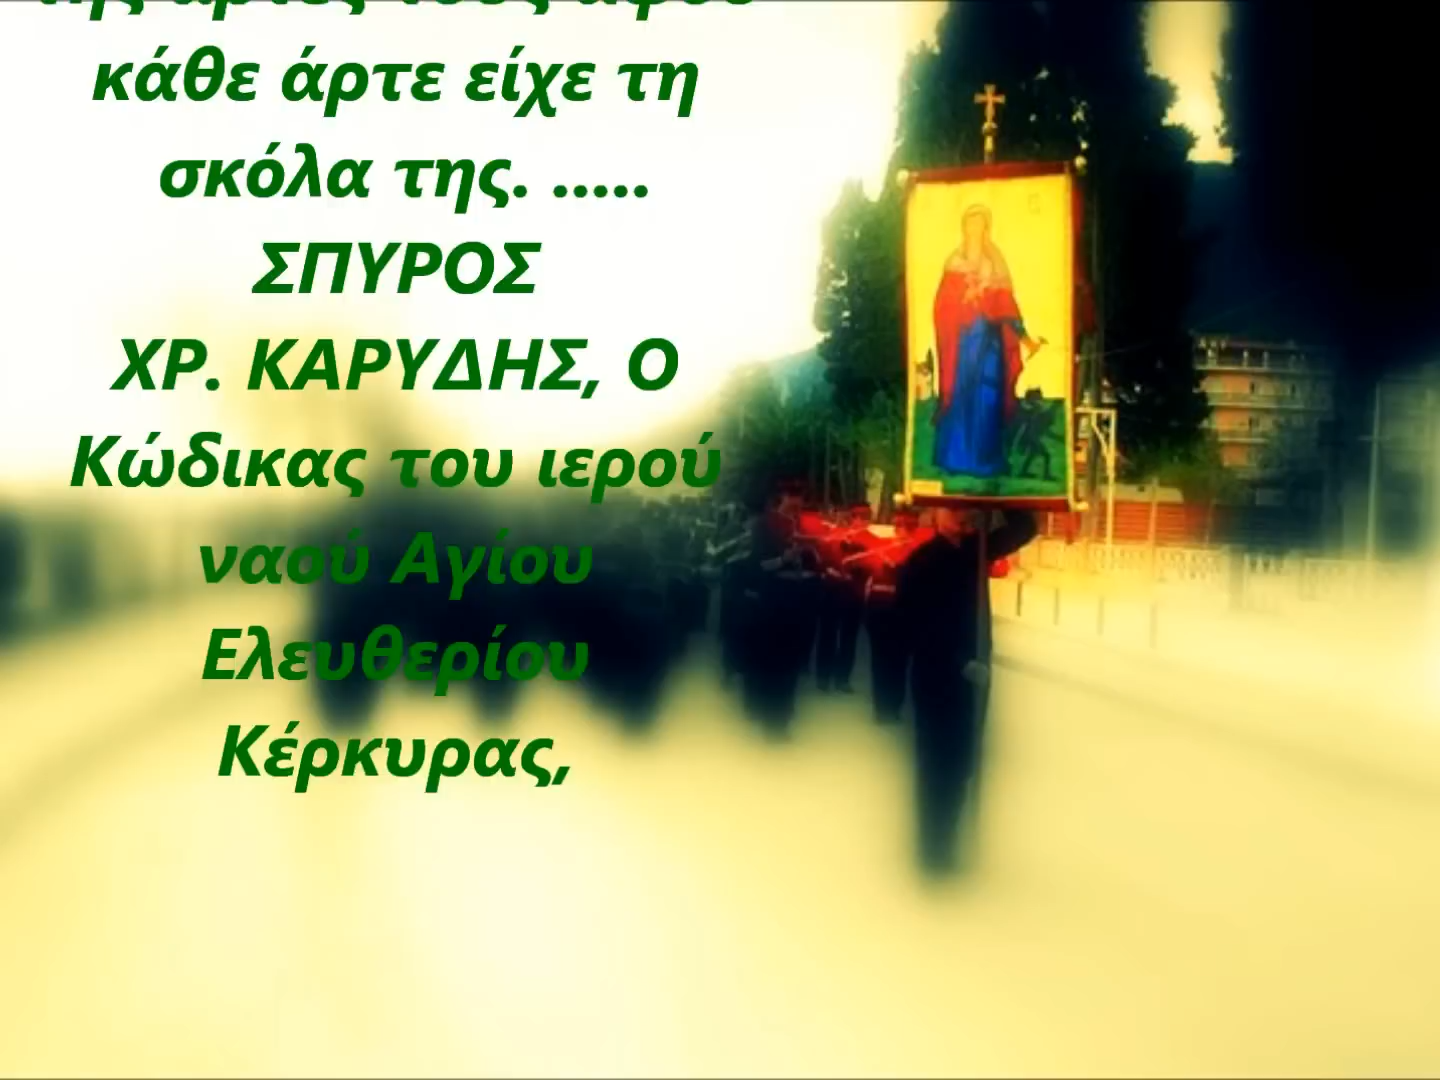 κάθε άρτε είχε τη
σκόλα της. .....
ΣΠΥΡΟΣ
ΧΡ. ΚΑΡΥΔΗΣ, Ο
Κώδικας του ιερού
ναού Αγίου
Ελευθερίου
Κέρκυρας,